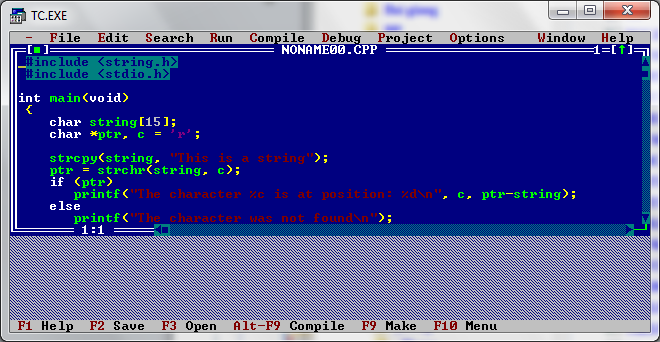 TC.EXE
- File Edit Search Run Compile Debug Project Options Window Help
[■] NONAME00.CPP 1=[↑]
#include <string.h>
#include <stdio.h>
int main(void)
{
char string[15];
char *ptr, c = 'r';
strcpy(string, "This is a string");
ptr = strchr(string, c);
if (ptr)
printf("The character %c is at position: %d\n", c, ptr-string);
else
printf("The character was not found\n");
1:1
F1 Help F2 Save F3 Open Alt-F9 Compile F9 Make F10 Menu